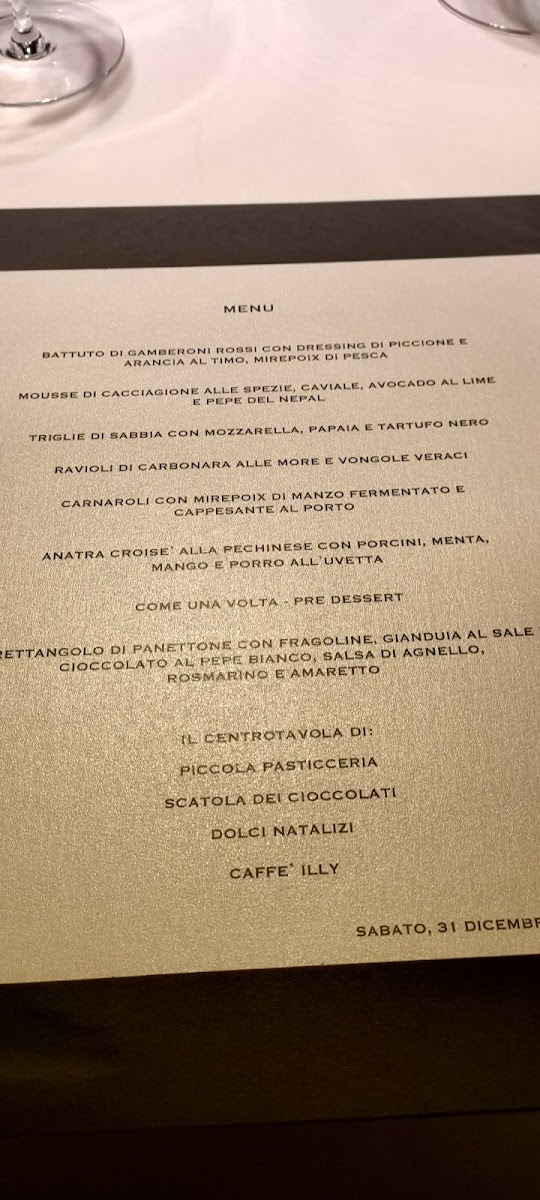 MENU
BATTUTO DI GAMBERONI ROSSI CON DRESSING DI PICCIONE E
ARANCIA AL TIMO, MIREPOIX DI PESCA
MOUSSE DI CACCIAGIONE ALLE SPEZIE, CAVIALE, AVOCADO AL LIME
E PEPE DEL NEPAL
TRIGLIE DI SABBIA CON MOZZARELLA, PAPAIA E TARTUFO NERO
RAVIOLI DI CARBONARA ALLE MORE E VONGOLE VERACI
CARNAROLI CON MIREPOIX DI MANZO FERMENTATO E
CAPPESANTE AL PORTO
ANATRA CROISE' ALLA PECHINESE CON PORCINI, MENTA,
MANGO E PORRO ALL'UVETTA
COME UNA VOLTA - PRE DESSERT
RETTANGOLO DI PANETTONE CON FRAGOLINE, GIANDUIA AL SALE
CIOCCOLATO AL PEPE BIANCO, SALSA DI AGNELLO,
ROSMARINO E AMARETTO
IL CENTROTAVOLA DI:
PICCOLA PASTICCERIA
SCATOLA DEI CIOCCOLATI
DOLCI NATALIZI
CAFFE' ILLY
SABATO, 31 DICEMBR